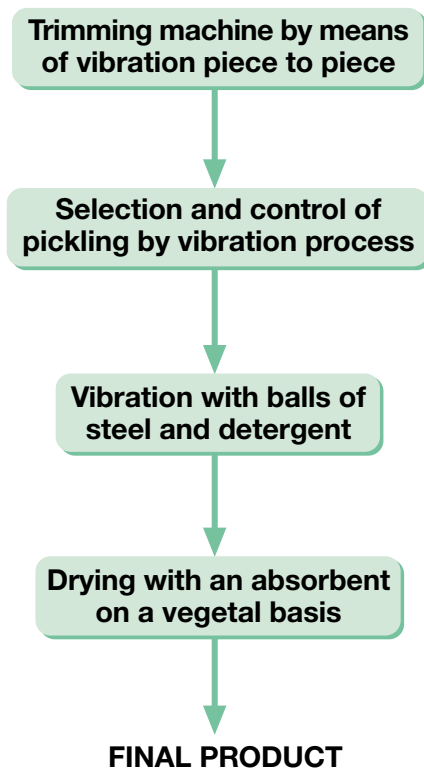 Trimming machine by means
of vibration piece to piece
Selection and control of
pickling by vibration process
Vibration with balls of
steel and detergent
Drying with an absorbent
on a vegetal basis
FINAL PRODUCT